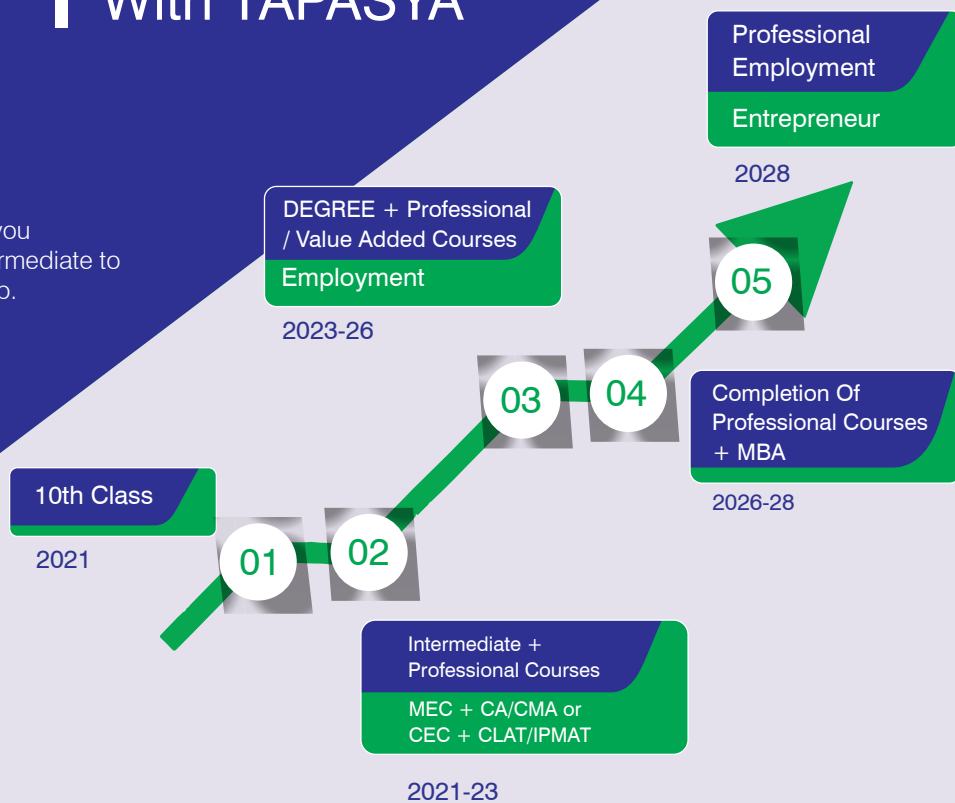 With TAPASYA
to
10th Class
2021
01
02
Intermediate +
Professional Courses
MEC + CA/CMA or
CEC + CLAT/IPMAT
2021-23
03
DEGREE + Professional
/ Value Added Courses
Employment
2023-26
04
Completion Of
Professional Courses
+ MBA
2026-28
05
Professional
Employment
Entrepreneur
2028